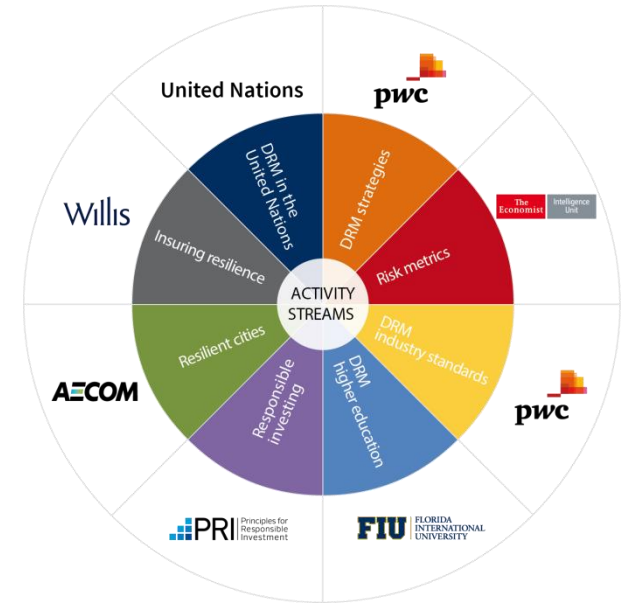 United Nations
pwc
The
Economist
Intelligence
Unit
pwc
FIU
FLORIDA
INTERNATIONAL
UNIVERSITY
PRI
Principles for
Responsible
Investment
AECOM
Willis
DRM in the
United Nations
DRM strategies
Risk metrics
DRM
industry standards
DRM
higher education
Responsible
investing
Resilient cities
Insuring resilience
ACTIVITY
STREAMS